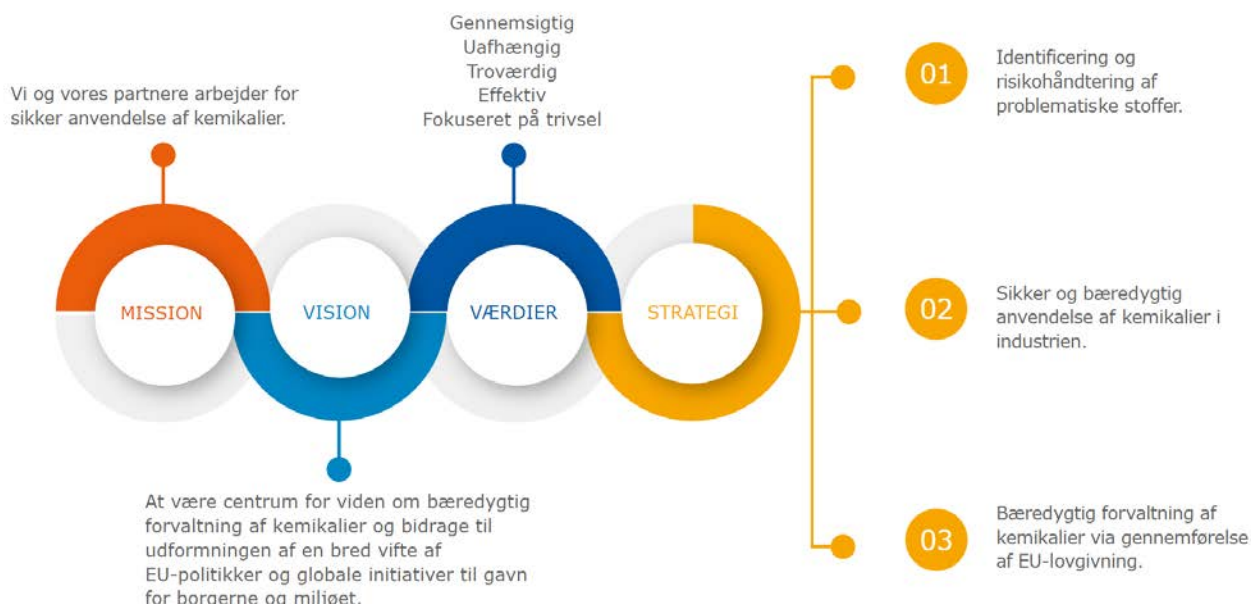 Vi og vores partnere arbejder for
sikker anvendelse af kemikalier.
Gennemsigtig
Uafhængig
Troværdig
Effektiv
Fokuseret på trivsel
MISSION
VISION
VÆRDIER
STRATEGI
At være centrum for viden om bæredygtig
forvaltning af kemikalier og bidrage til
udformningen af en bred vifte af
EU-politikker og globale initiativer til gavn
for borgerne og miljøet.
01
Identificering og
risikohåndtering af
problematiske stoffer.
02
Sikker og bæredygtig
anvendelse af kemikalier i
industrien.
03
Bæredygtig forvaltning af
kemikalier via gennemførelse
af EU-lovgivning.